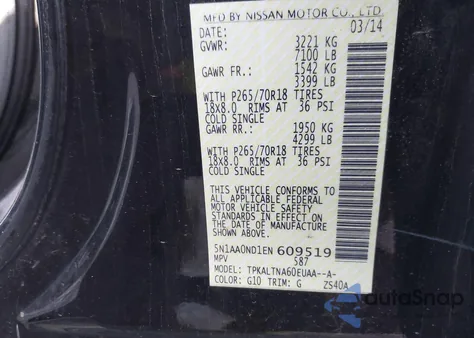 MFD BY NISSAN MOTOR CO., LTD.
DATE: 03/14
GVWR: 3221 KG
7100 LB
GAWR FR.: 1542 KG
3399 LB
WITH P265/70R18 TIRES
18X8.0 RIMS AT 36 PSI
COLD SINGLE
GAWR RR.: 1950 KG
4299 LB
WITH P265/70R18 TIRES
18X8.0 RIMS AT 36 PSI
COLD SINGLE
THIS VEHICLE CONFORMS TO
ALL APPLICABLE FEDERAL
MOTOR VEHICLE SAFETY
STANDARDS IN EFFECT ON
THE DATE OF MANUFACTURE
SHOWN ABOVE.
5N1AA0ND1EN 609519
MPV 587
MODEL: TPKALTNA60EUAA--A-
COLOR: G10 TRIM: G ZS40a
AutoSnap